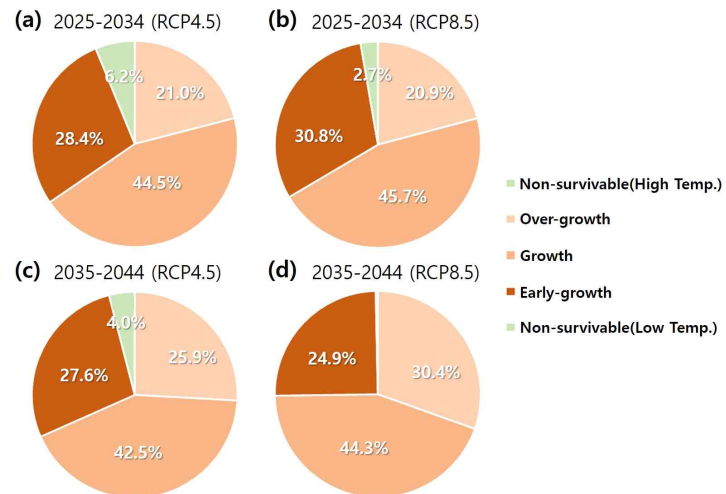 (a) 2025-2034 (RCP4.5)
6.2%
21.0%
28.4%
44.5%
(b) 2025-2034 (RCP8.5)
2.7%
20.9%
30.8%
45.7%
Non-survivable(High Temp.)
Over-growth
Growth
Early-growth
Non-survivable(Low Temp.)
(c) 2035-2044 (RCP4.5)
4.0%
25.9%
27.6%
42.5%
(d) 2035-2044 (RCP8.5)
24.9%
30.4%
44.3%